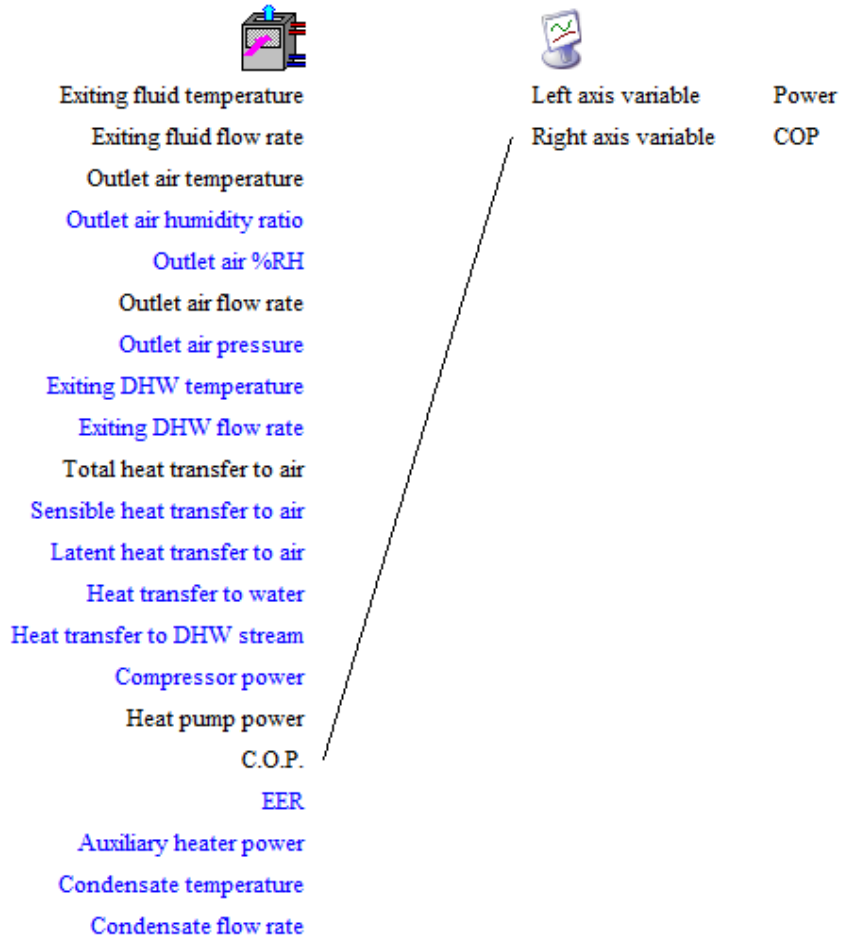 Exiting fluid temperature Left axis variable Power
Exiting fluid flow rate Right axis variable COP
Outlet air temperature
Outlet air humidity ratio
Outlet air %RH
Outlet air flow rate
Outlet air pressure
Exiting DHW temperature
Exiting DHW flow rate
Total heat transfer to air
Sensible heat transfer to air
Latent heat transfer to air
Heat transfer to water
Heat transfer to DHW stream
Compressor power
Heat pump power
C.O.P.
EER
Auxiliary heater power
Condensate temperature
Condensate flow rate